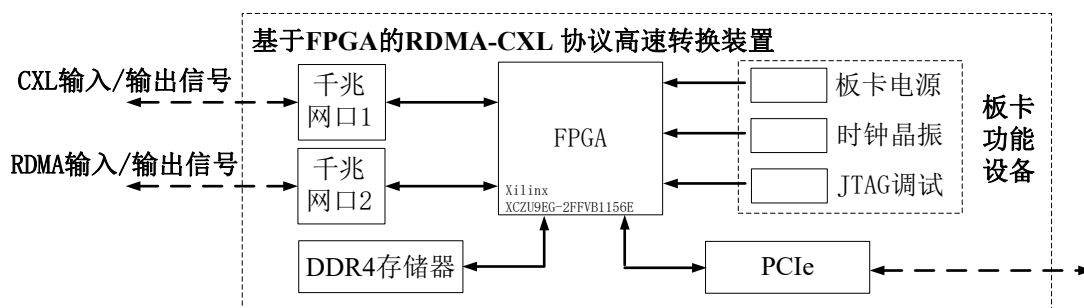 基于FPGA的RDMA-CXL 协议高速转换装置
CXL输入/输出信号
千兆
网口1
RDMA输入/输出信号
千兆
网口2
FPGA
Xilinx
XCZU9EG-2FFVB1156E
板卡电源
时钟晶振
JTAG调试
板卡
功能
设备
DDR4存储器
PCIe